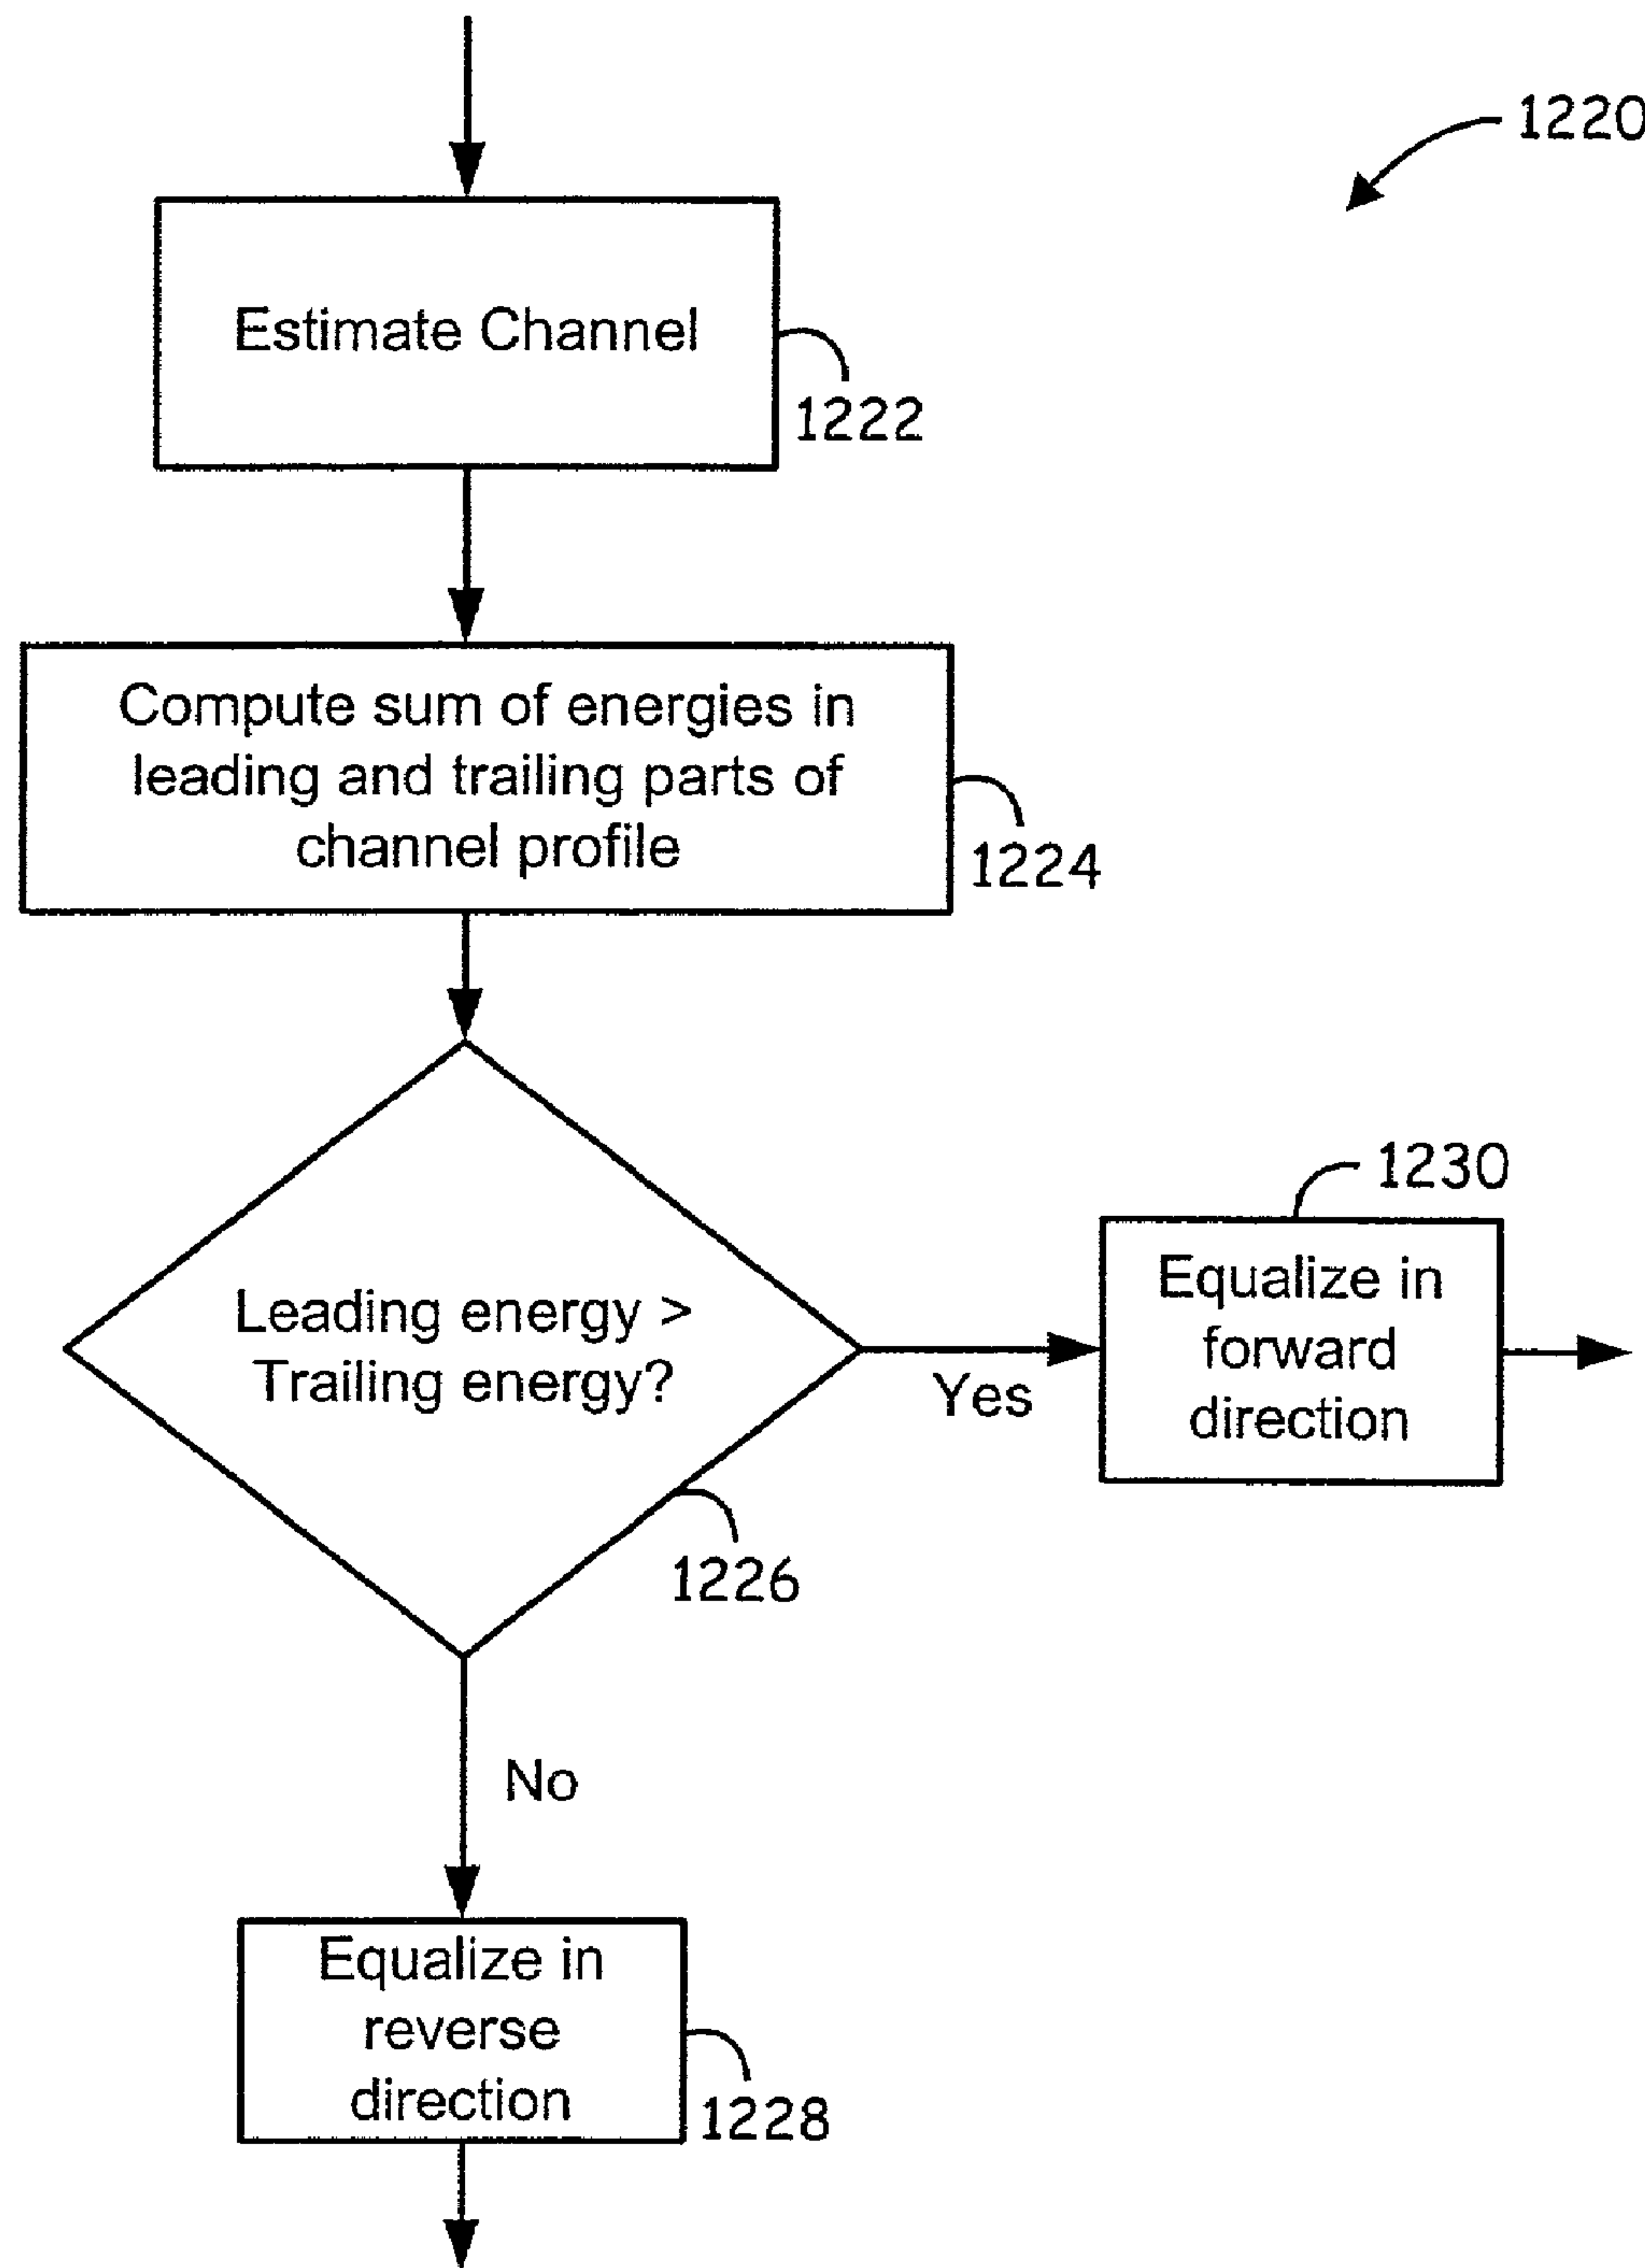 1220
Estimate Channel
1222
Compute sum of energies in
leading and trailing parts of
channel profile
1224
Leading energy >
Trailing energy?
1226
Yes
1230
Equalize in
forward
direction
No
Equalize in
reverse
direction
1228